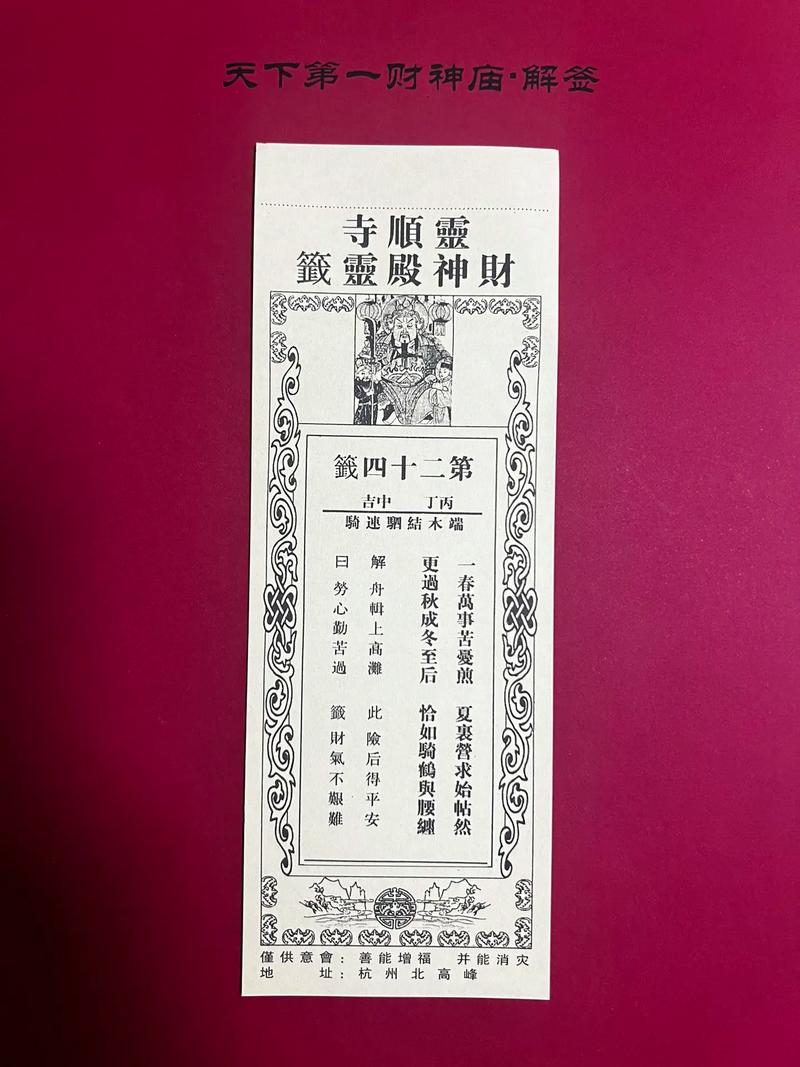 天下第一财神庙·解签
靈順寺
財神殿靈籤
第二十四籤
丙丁 中吉
端木結駟速騎
一春萬事苦憂煎 夏裏營求始帖然
更過秋成冬至后 恰如騎鶴與腰纏
解 舟輯上高灘 此 險后得平安
曰 勞心勤苦過 籤 財氣不艱難
僅供意會：善能增福 并能消灾
地址：杭州北高峰